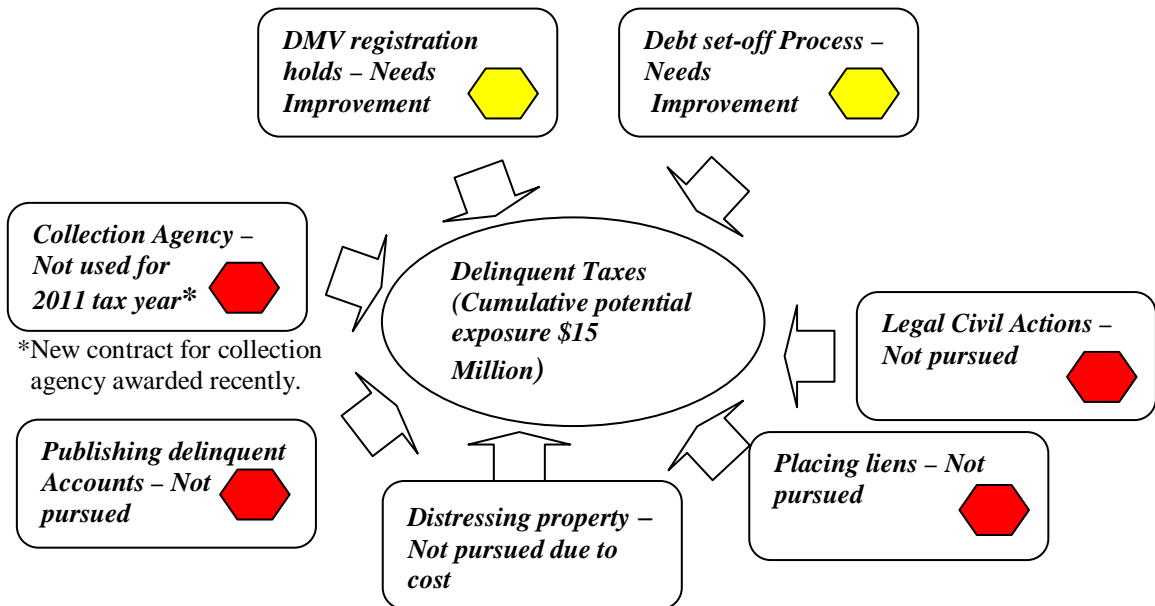 DMV registration
holds – Needs
Improvement
Debt set-off Process –
Needs
Improvement
Collection Agency –
Not used for
2011 tax year*
*New contract for collection
agency awarded recently.
Delinquent Taxes
(Cumulative potential
exposure $15
Million)
Legal Civil Actions –
Not pursued
Publishing delinquent
Accounts – Not
pursued
Distressing property –
Not pursued due to
cost
Placing liens – Not
pursued